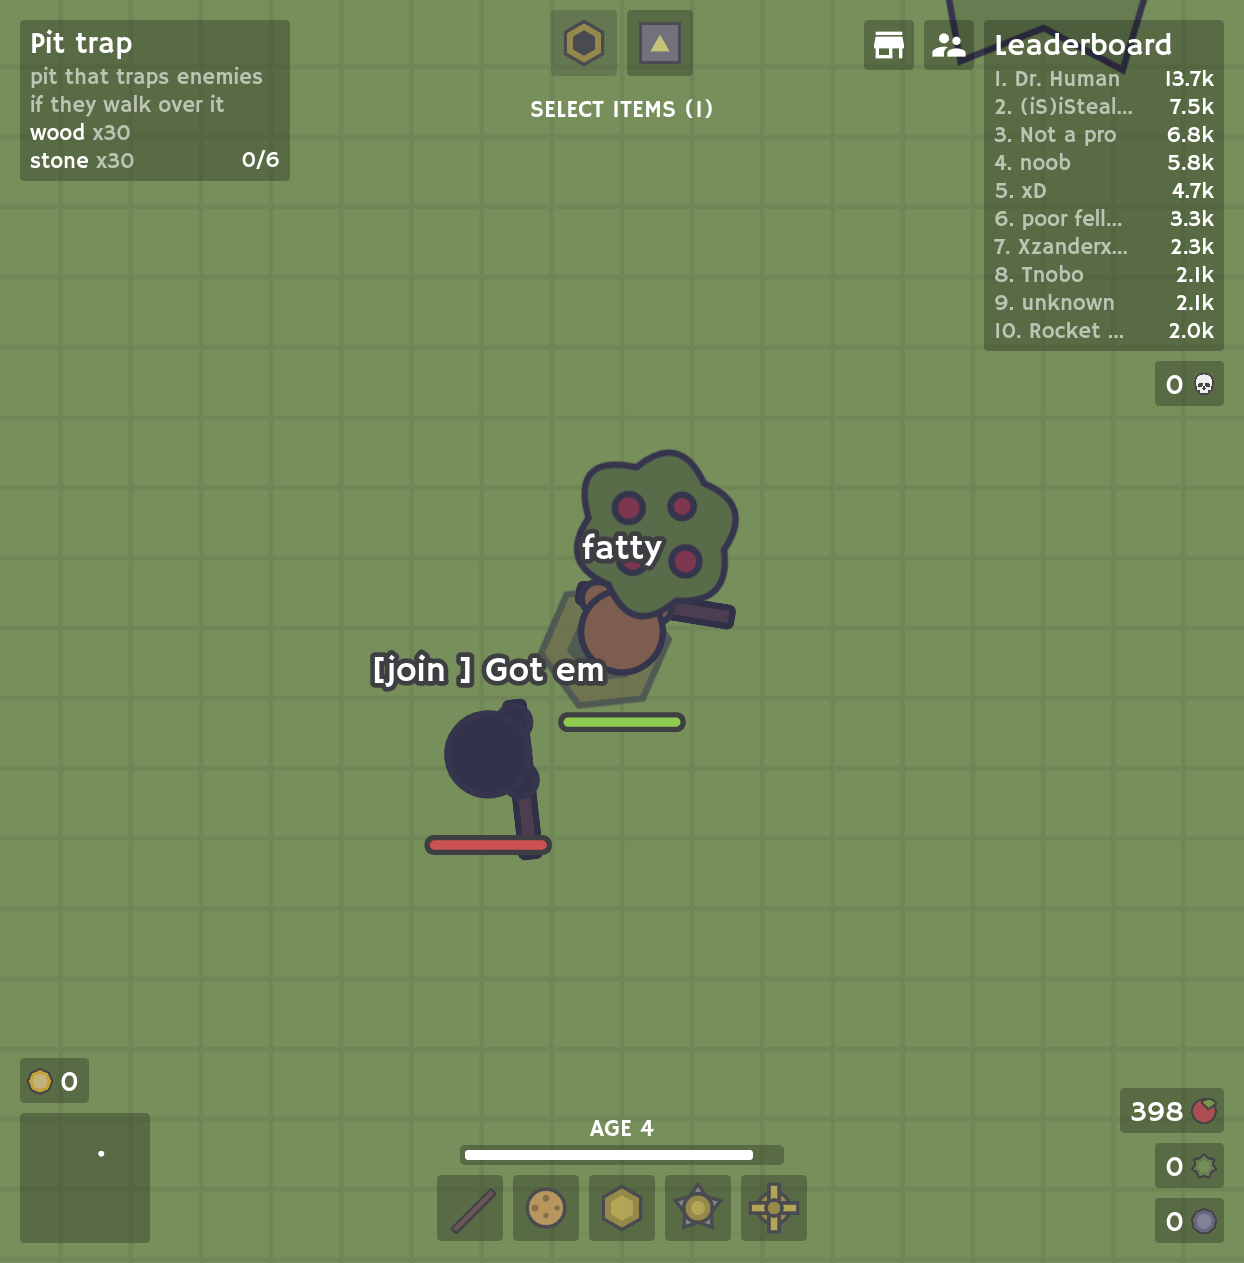 Pit trap
pit that traps enemies
if they walk over it
wood x30
stone x30 0/6
SELECT ITEMS (1)
Leaderboard
1. Dr. Human 13.7k
2. (iS)iSteal... 7.5k
3. Not a pro 6.8k
4. noob 5.8k
5. xD 4.7k
6. poor fell... 3.3k
7. Xzanderx... 2.3k
8. Tnobo 2.1k
9. unknown 2.1k
10. Rocket ... 2.0k
0
fatty
[join ] Got em
0
AGE 4
398
0
0